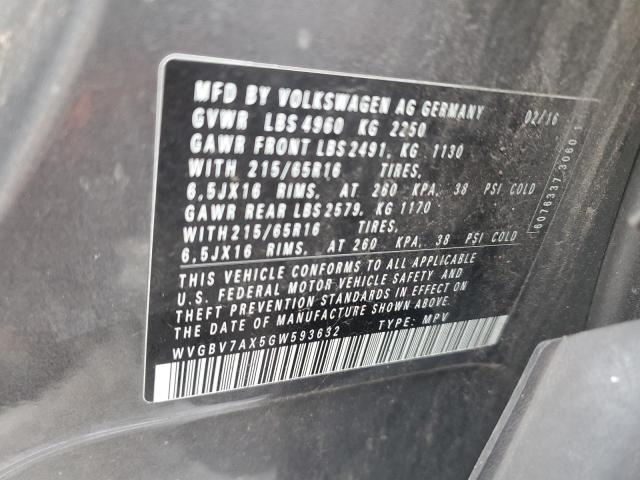 MFD BY VOLKSWAGEN AG GERMANY 02/16
GVWR LBS 4960 KG 2250
GAWR FRONT LBS 2491, KG 1130
WITH 215/65R16 TIRES,
6,5JX16 RIMS, AT 260 KPA, 38 PSI COLD
GAWR REAR LBS 2579, KG 1170
WITH 215/65R16 TIRES,
6,5JX16 RIMS, AT 260 KPA, 38 PSI COLD
THIS VEHICLE CONFORMS TO ALL APPLICABLE
U.S. FEDERAL MOTOR VEHICLE SAFETY AND
THEFT PREVENTION STANDARDS IN EFFECT ON
THE DATE OF MANUFACTURE SHOWN ABOVE.
WVGBV7AX5GW593632 TYPE: MPV
6076337,3060 1